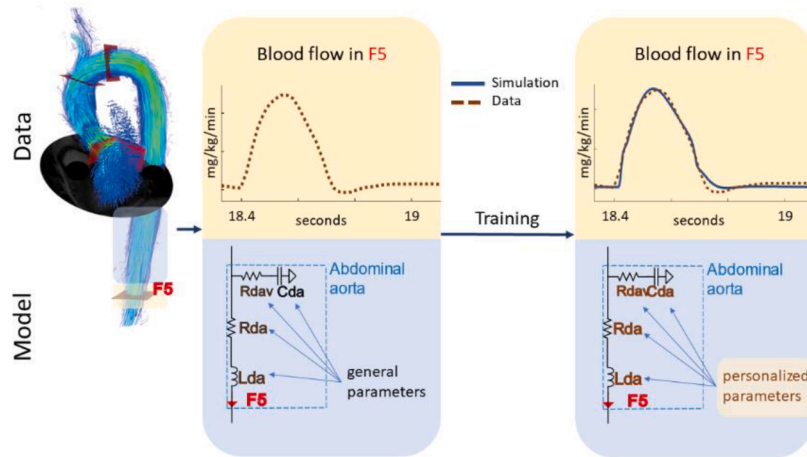 Data
Model
F5
Blood flow in F5
mg/kg/min
18.4
seconds
19
Abdominal
aorta
Rdav
Cda
Rda
Lda
F5
general
parameters
Training
Blood flow in F5
Simulation
Data
mg/kg/min
18.4
seconds
19
Abdominal
aorta
Rdav
Cda
Rda
Lda
F5
personalized
parameters